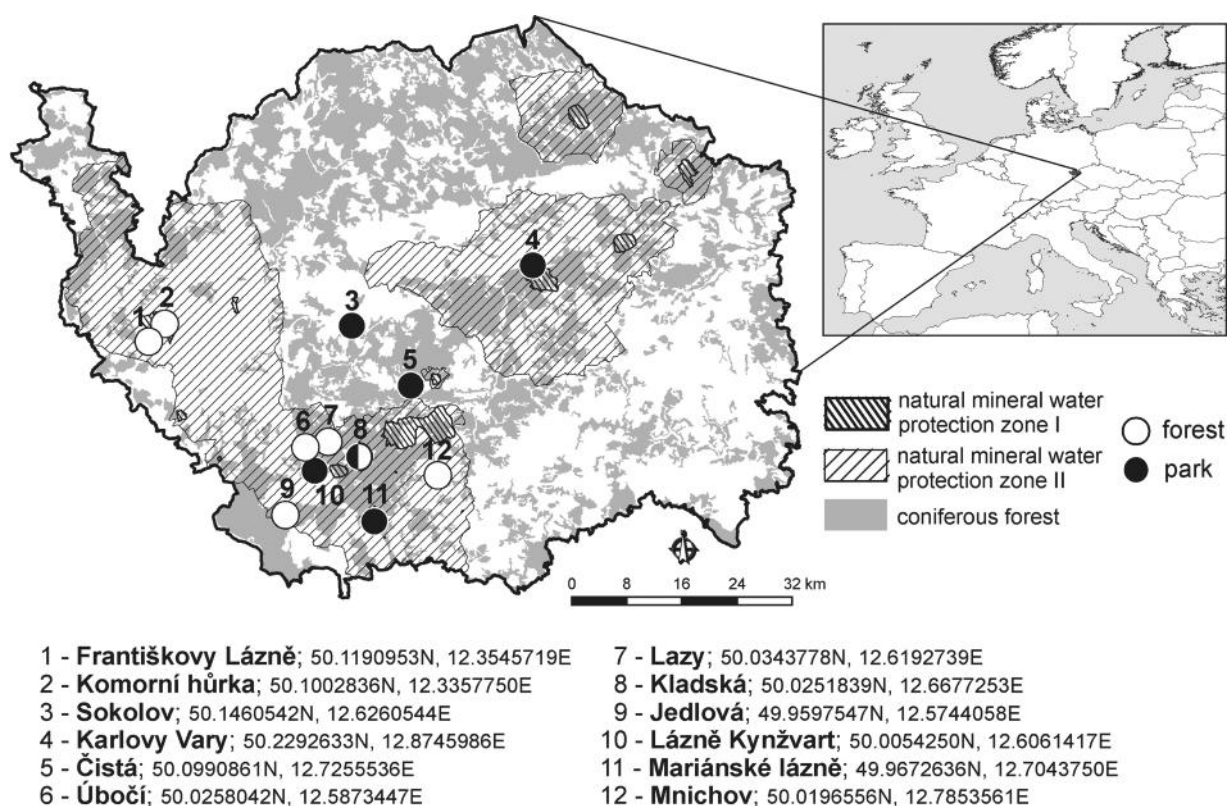 4
3
2
1
5
6
7
8
12
9
10
11
natural mineral water
protection zone I
natural mineral water
protection zone II
coniferous forest
forest
park
0 8 16 24 32 km
1 - Františkovy Lázně; 50.1190953N, 12.3545719E
2 - Komorní hůrka; 50.1002836N, 12.3357750E
3 - Sokolov; 50.1460542N, 12.6260544E
4 - Karlovy Vary; 50.2292633N, 12.8745986E
5 - Čistá; 50.0990861N, 12.7255536E
6 - Úbočí; 50.0258042N, 12.5873447E
7 - Lazy; 50.0343778N, 12.6192739E
8 - Kladská; 50.0251839N, 12.6677253E
9 - Jedlová; 49.9597547N, 12.5744058E
10 - Lázně Kynžvart; 50.0054250N, 12.6061417E
11 - Mariánské lázně; 49.9672636N, 12.7043750E
12 - Mnichov; 50.0196556N, 12.7853561E